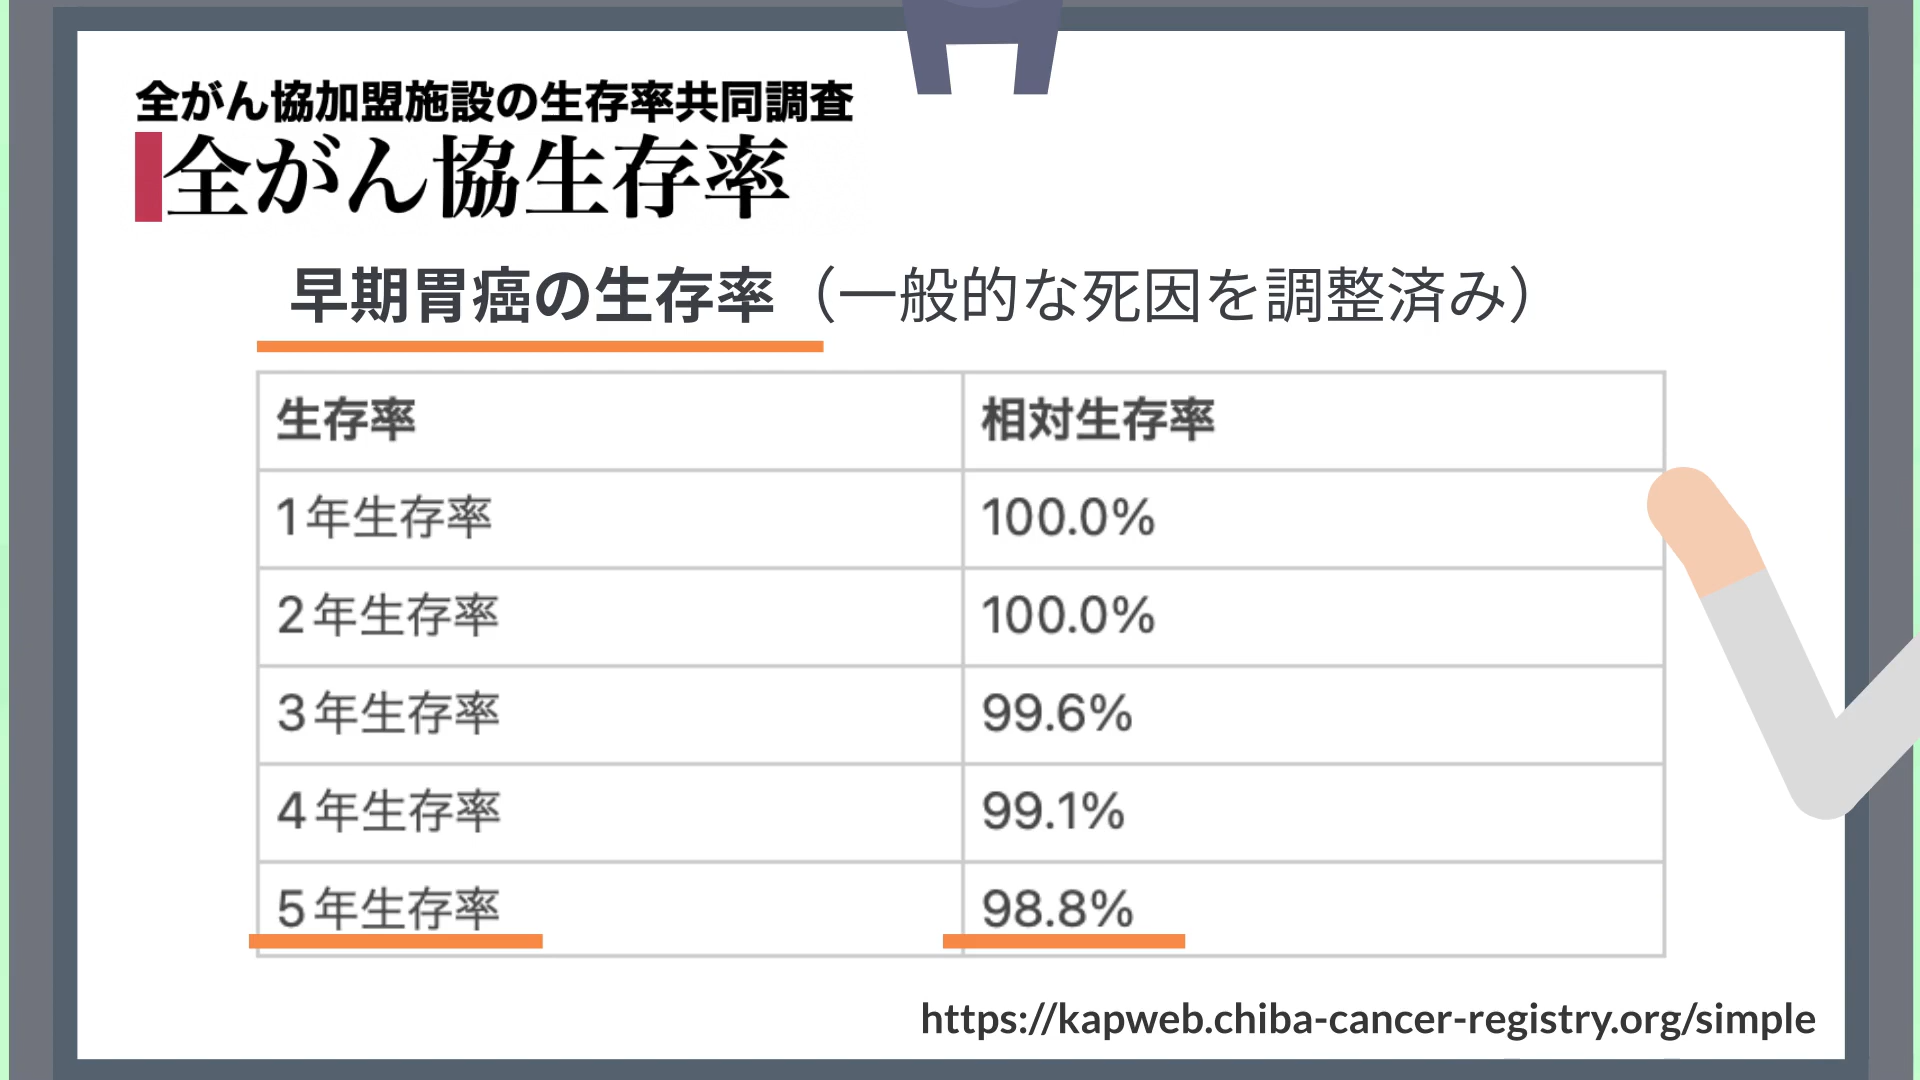 全がん協加盟施設の生存率共同調査
全がん協生存率
早期胃癌の生存率（一般的な死因を調整済み）
生存率 相対生存率
1年生存率 100.0%
2年生存率 100.0%
3年生存率 99.6%
4年生存率 99.1%
5年生存率 98.8%
https://kapweb.chiba-cancer-registry.org/simple